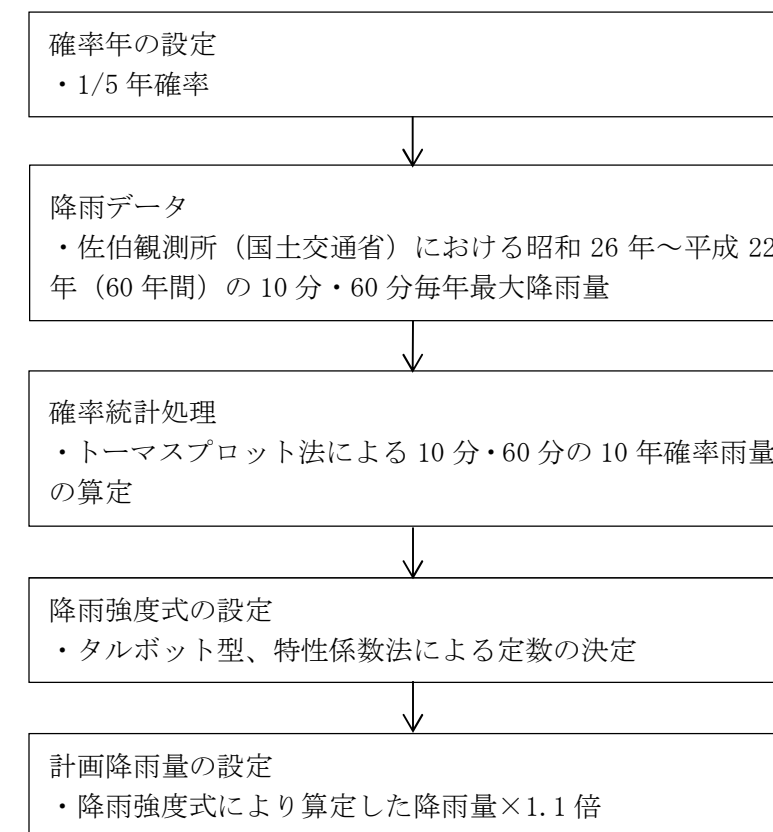 確率年の設定
・1/5 年確率
降雨データ
・佐伯観測所（国土交通省）における昭和 26 年～平成 22
年（60 年間）の 10 分・60 分毎年最大降雨量
確率統計処理
・トーマスプロット法による 10 分・60 分の 10 年確率雨量
の算定
降雨強度式の設定
・タルボット型、特性係数法による定数の決定
計画降雨量の設定
・降雨強度式により算定した降雨量×1.1 倍